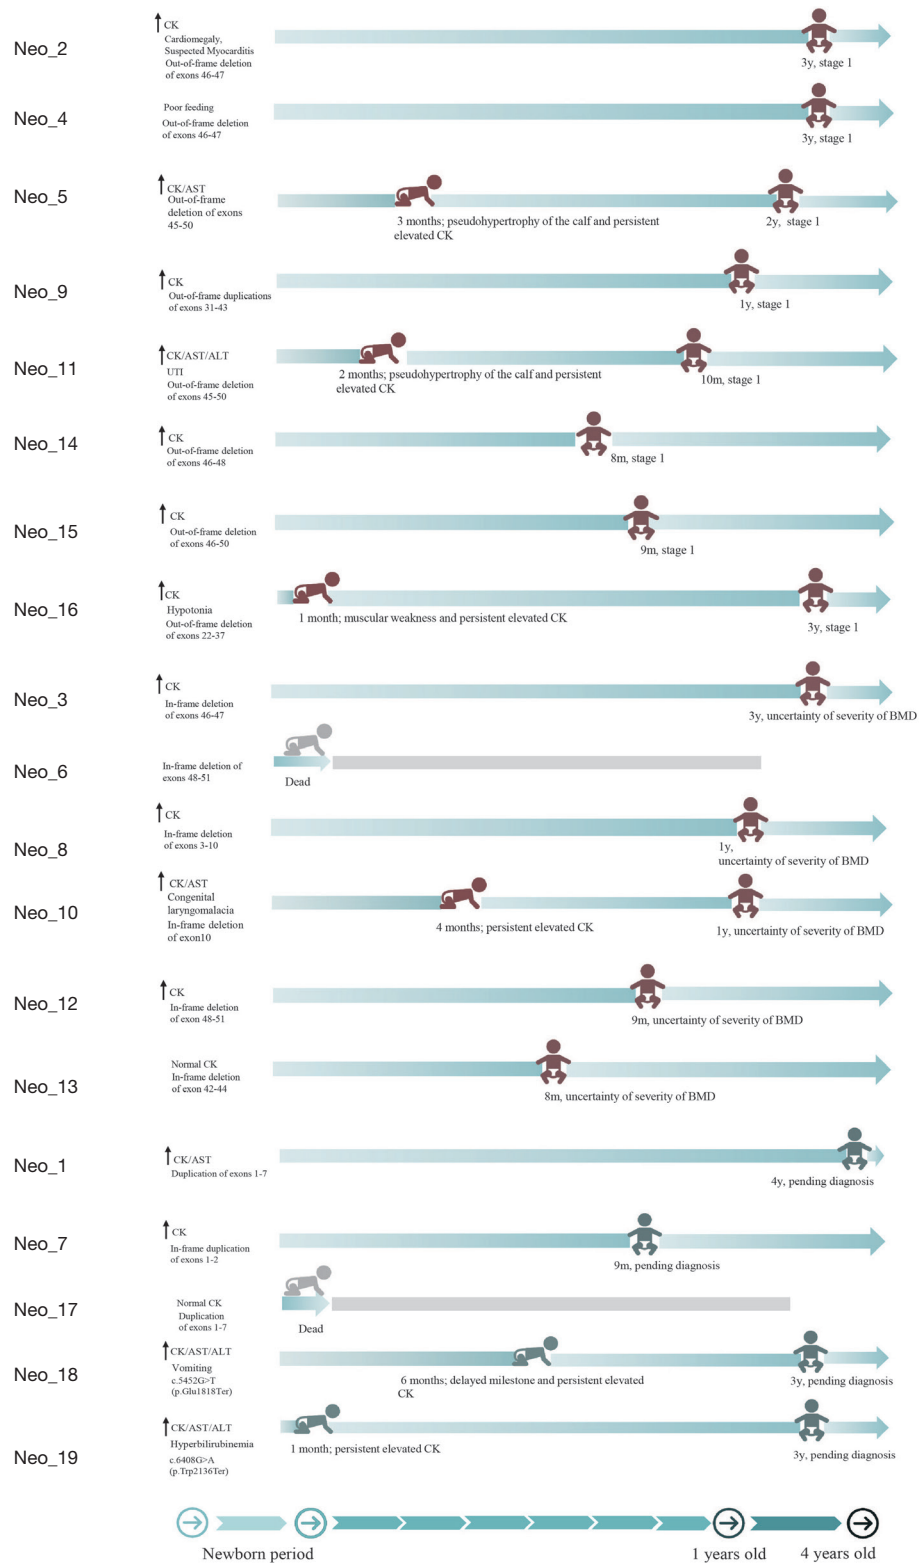 Neo_2
CK
Cardiomegaly,
Suspected Myocarditis
Out-of-frame deletion
of exons 46-47
3y, stage 1
Neo_4
Poor feeding
Out-of-frame deletion
of exons 46-47
3y, stage 1
Neo_5
CK/AST
Out-of-frame
deletion of exons
45-50
3 months; pseudohypertrophy of the calf and persistent
elevated CK
2y, stage 1
Neo_9
CK
Out-of-frame duplications
of exons 31-43
1y, stage 1
Neo_11
CK/AST/ALT
UTI
Out-of-frame deletion
of exons 45-50
2 months; pseudohypertrophy of the calf and persistent
elevated CK
10m, stage 1
Neo_14
CK
Out-of-frame deletion
of exons 46-48
8m, stage 1
Neo_15
CK
Out-of-frame deletion
of exons 46-50
9m, stage 1
Neo_16
CK
Hypotonia
Out-of-frame deletion
of exons 22-37
1 month; muscular weakness and persistent elevated CK
3y, stage 1
Neo_3
CK
In-frame deletion
of exons 46-47
3y, uncertainty of severity of BMD
Neo_6
In-frame deletion of
exons 48-51
Dead
Neo_8
CK
In-frame deletion
of exons 3-10
1y,
uncertainty of severity of BMD
Neo_10
CK/AST
Congenital
laryngomalacia
In-frame deletion
of exon10
4 months; persistent elevated CK
1y, uncertainty of severity of BMD
Neo_12
CK
In-frame deletion
of exon 48-51
9m, uncertainty of severity of BMD
Neo_13
Normal CK
In-frame deletion
of exon 42-44
8m, uncertainty of severity of BMD
Neo_1
CK/AST
Duplication of exons 1-7
4y, pending diagnosis
Neo_7
CK
In-frame duplication
of exons 1-2
9m, pending diagnosis
Neo_17
Normal CK
Duplication
of exons 1-7
Dead
Neo_18
CK/AST/ALT
Vomiting
c.5452G>T
(p.Glu1818Ter)
6 months; delayed milestone and persistent elevated
CK
3y, pending diagnosis
Neo_19
CK/AST/ALT
Hyperbilirubinemia
c.6408G>A
(p.Trp2136Ter)
1 month; persistent elevated CK
3y, pending diagnosis
Newborn period
1 years old
4 years old